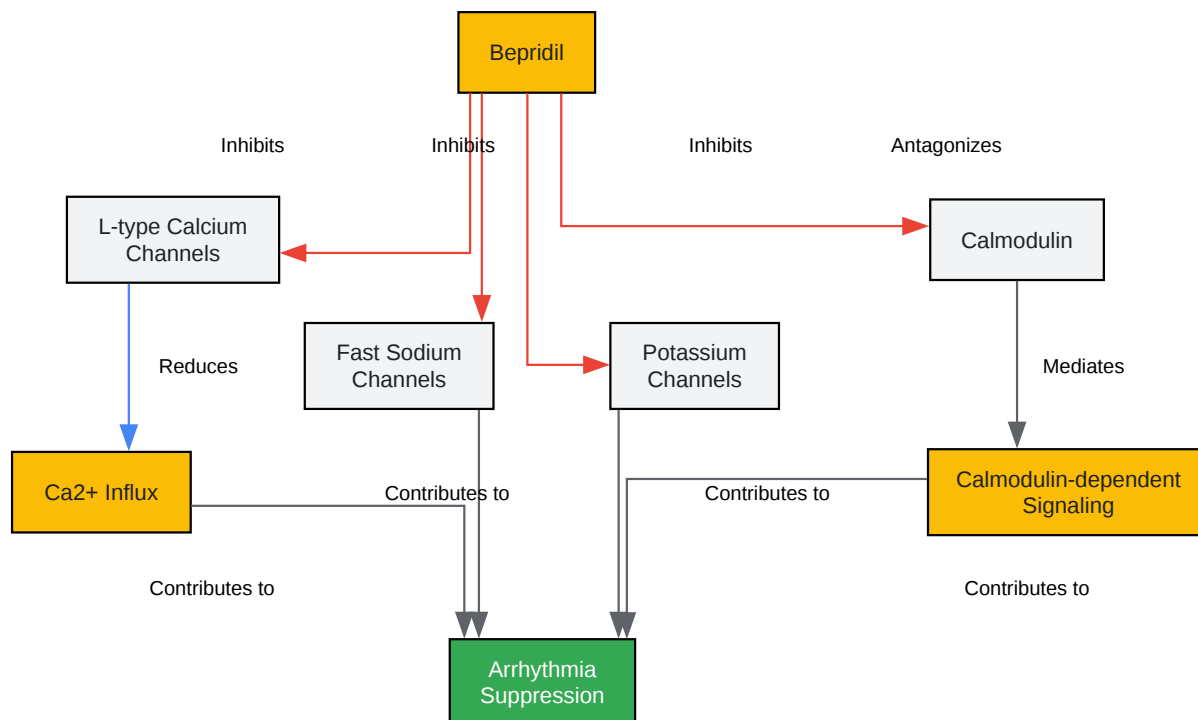 Bepridil
Inhibits
Inhibits
Inhibits
Antagonizes
L-type Calcium
Channels
Calmodulin
Fast Sodium
Channels
Potassium
Channels
Reduces
Mediates
Ca2+ Influx
Contributes to
Contributes to
Calmodulin-dependent
Signaling
Contributes to
Contributes to
Arrhythmia
Suppression